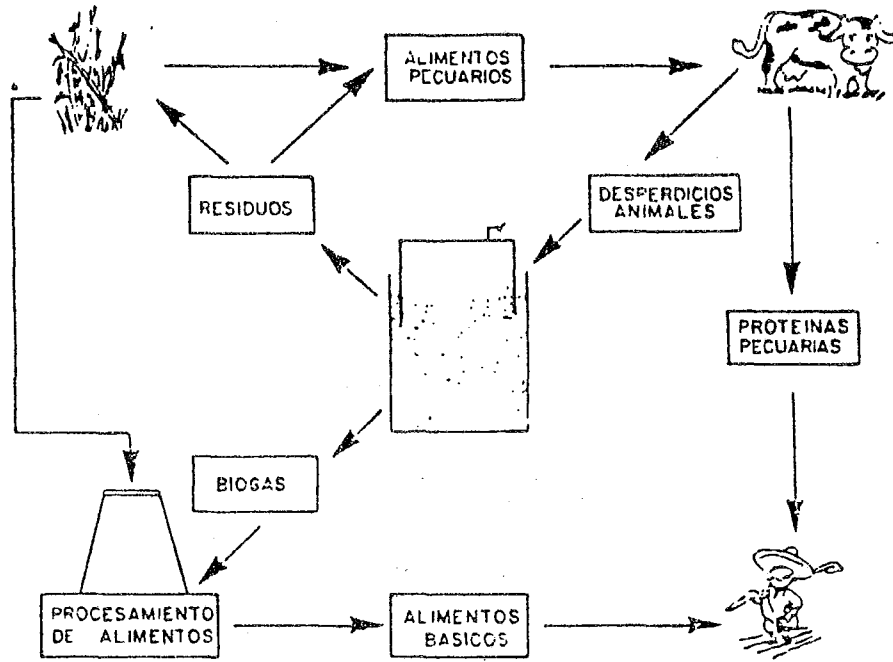 ALIMENTOS
PECUARIOS
RESIDUOS
DESPERDICIOS
ANIMALES
PROTEINAS
PECUARIAS
BIOGAS
PROCESAMIENTO
DE ALIMENTOS
ALIMENTOS
BASICOS